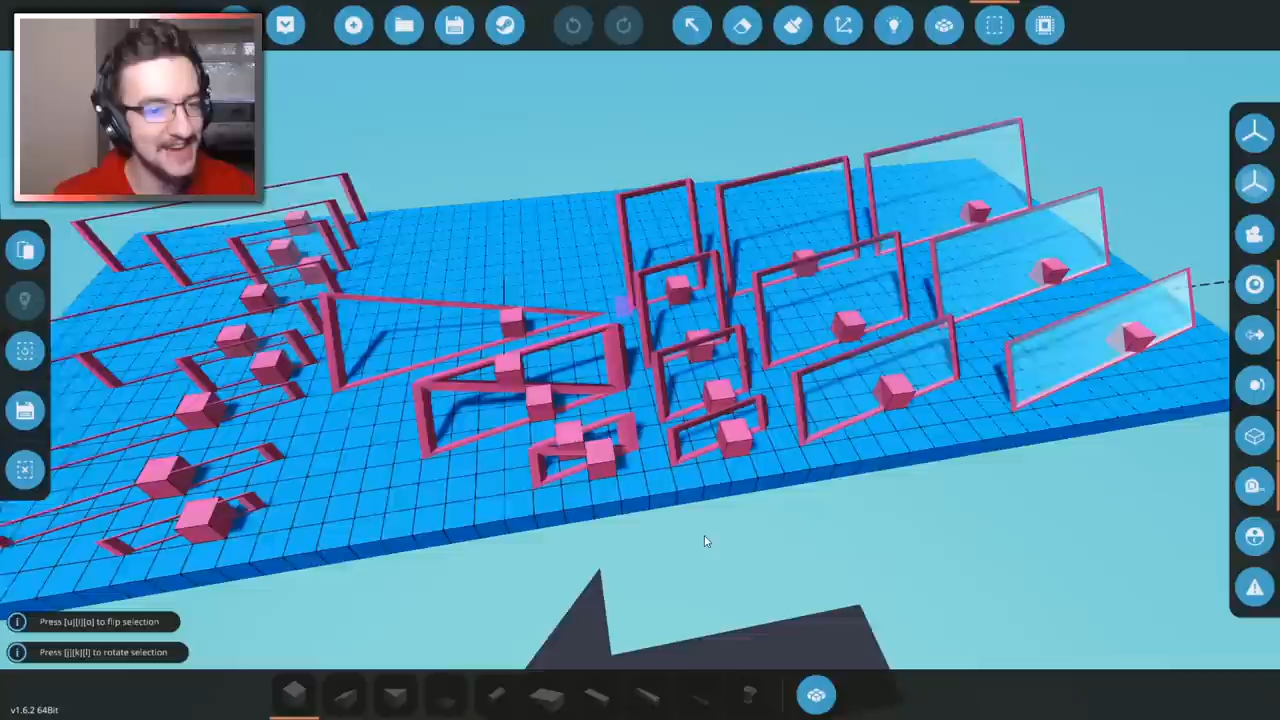 Press [u][i][o] to flip selection
Press [j][k][l] to rotate selection
v1.6.2 64Bit